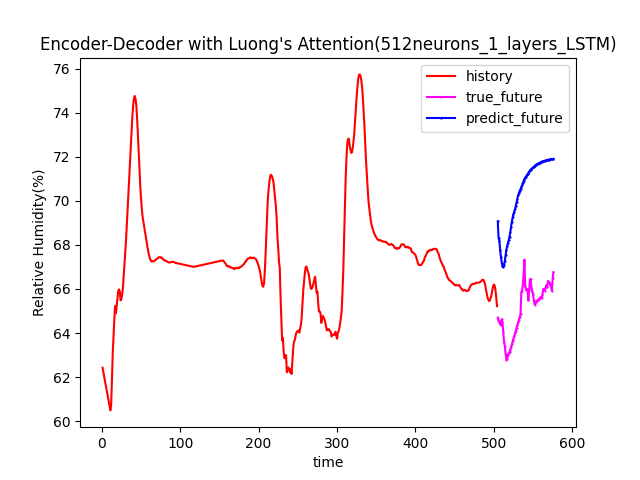 Encoder-Decoder with Luong's Attention(512neurons_1_layers_LSTM)
history
true_future
predict_future
Relative Humidity(%)
76
74
72
70
68
66
64
62
60
0 100 200 300 400 500 600
time